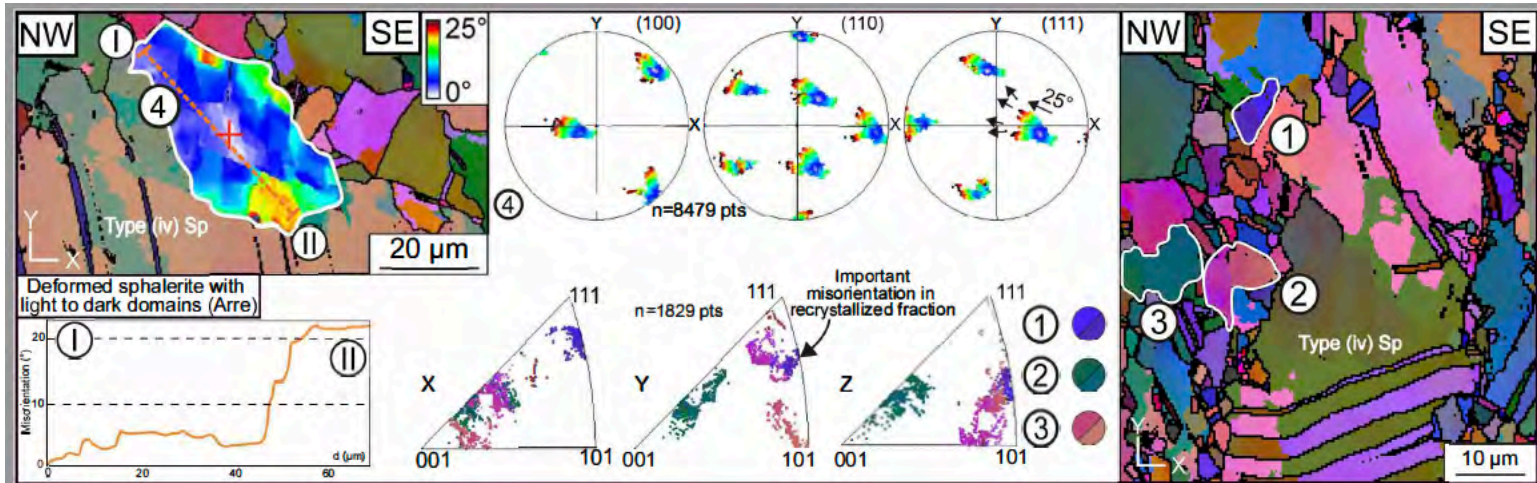 NW
I
SE
25°
0°
4
Type (iv) Sp
II
Y
X
20 µm
Deformed sphalerite with
light to dark domains (Arre)
I
II
20
10
0
Misorientation (°)
d (µm)
0 20 40 60
Y (100)
Y (110)
Y (111)
X
X
X
25°
4
n=8479 pts
Important
misorientation in
recrystallized fraction
n=1829 pts
111
111
111
X
Y
Z
001
101
001
101
001
101
1
2
3
NW
SE
1
2
3
Type (iv) Sp
Y
X
10 µm